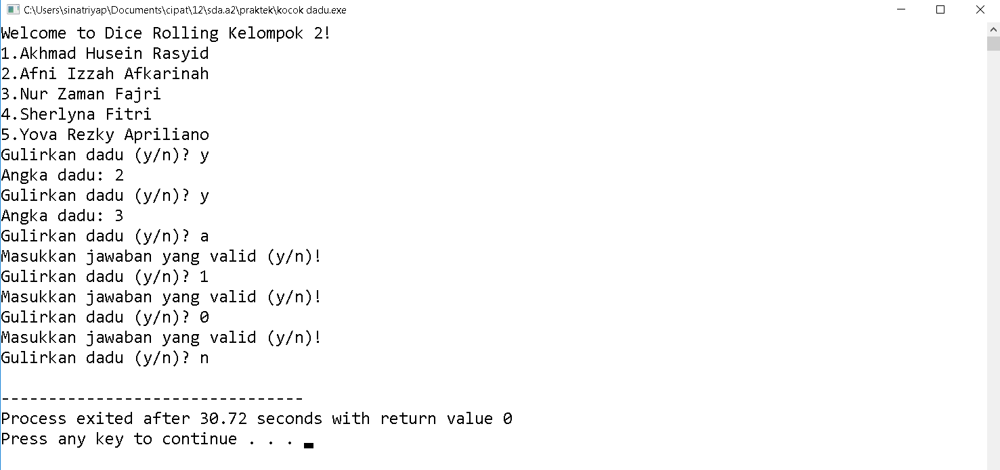 C:\Users\sinatriyap\Documents\cipat\12\sda.a2\praktek\kocok dadu.exe
Welcome to Dice Rolling Kelompok 2!
1.Akhmad Husein Rasyid
2.Afni Izzah Afkarinah
3.Nur Zaman Fajri
4.Sherlyna Fitri
5.Yova Rezky Apriliano
Gulirkan dadu (y/n)? y
Angka dadu: 2
Gulirkan dadu (y/n)? y
Angka dadu: 3
Gulirkan dadu (y/n)? a
Masukkan jawaban yang valid (y/n)!
Gulirkan dadu (y/n)? 1
Masukkan jawaban yang valid (y/n)!
Gulirkan dadu (y/n)? 0
Masukkan jawaban yang valid (y/n)!
Gulirkan dadu (y/n)? n
--------------------------------
Process exited after 30.72 seconds with return value 0
Press any key to continue . . .